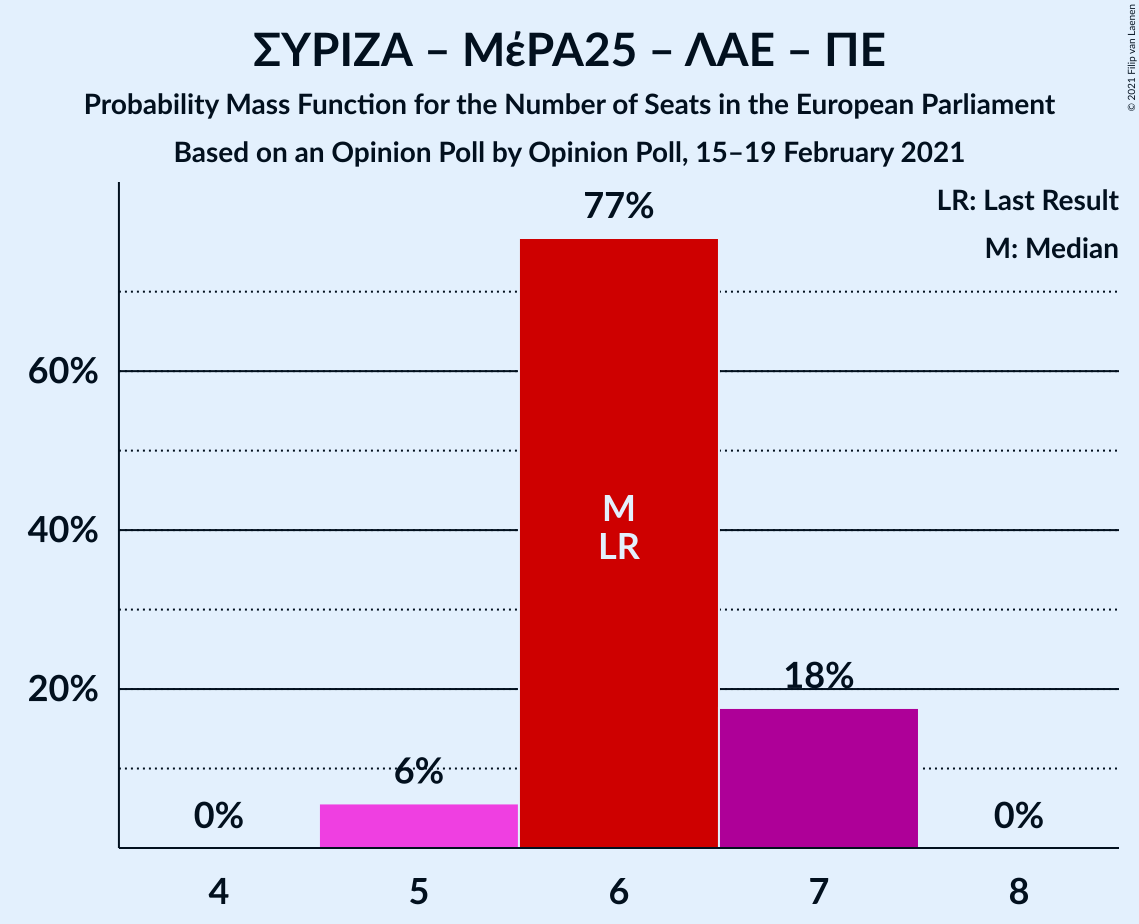 ΣΥΡΙΖΑ – ΜέΡΑ25 – ΛΑΕ – ΠΕ
Probability Mass Function for the Number of Seats in the European Parliament
Based on an Opinion Poll by Opinion Poll, 15–19 February 2021
© 2021 Filip van Laenen
LR: Last Result
M: Median
77%
60%
40%
20%
M
LR
18%
6%
0%
0%
4
5
6
7
8